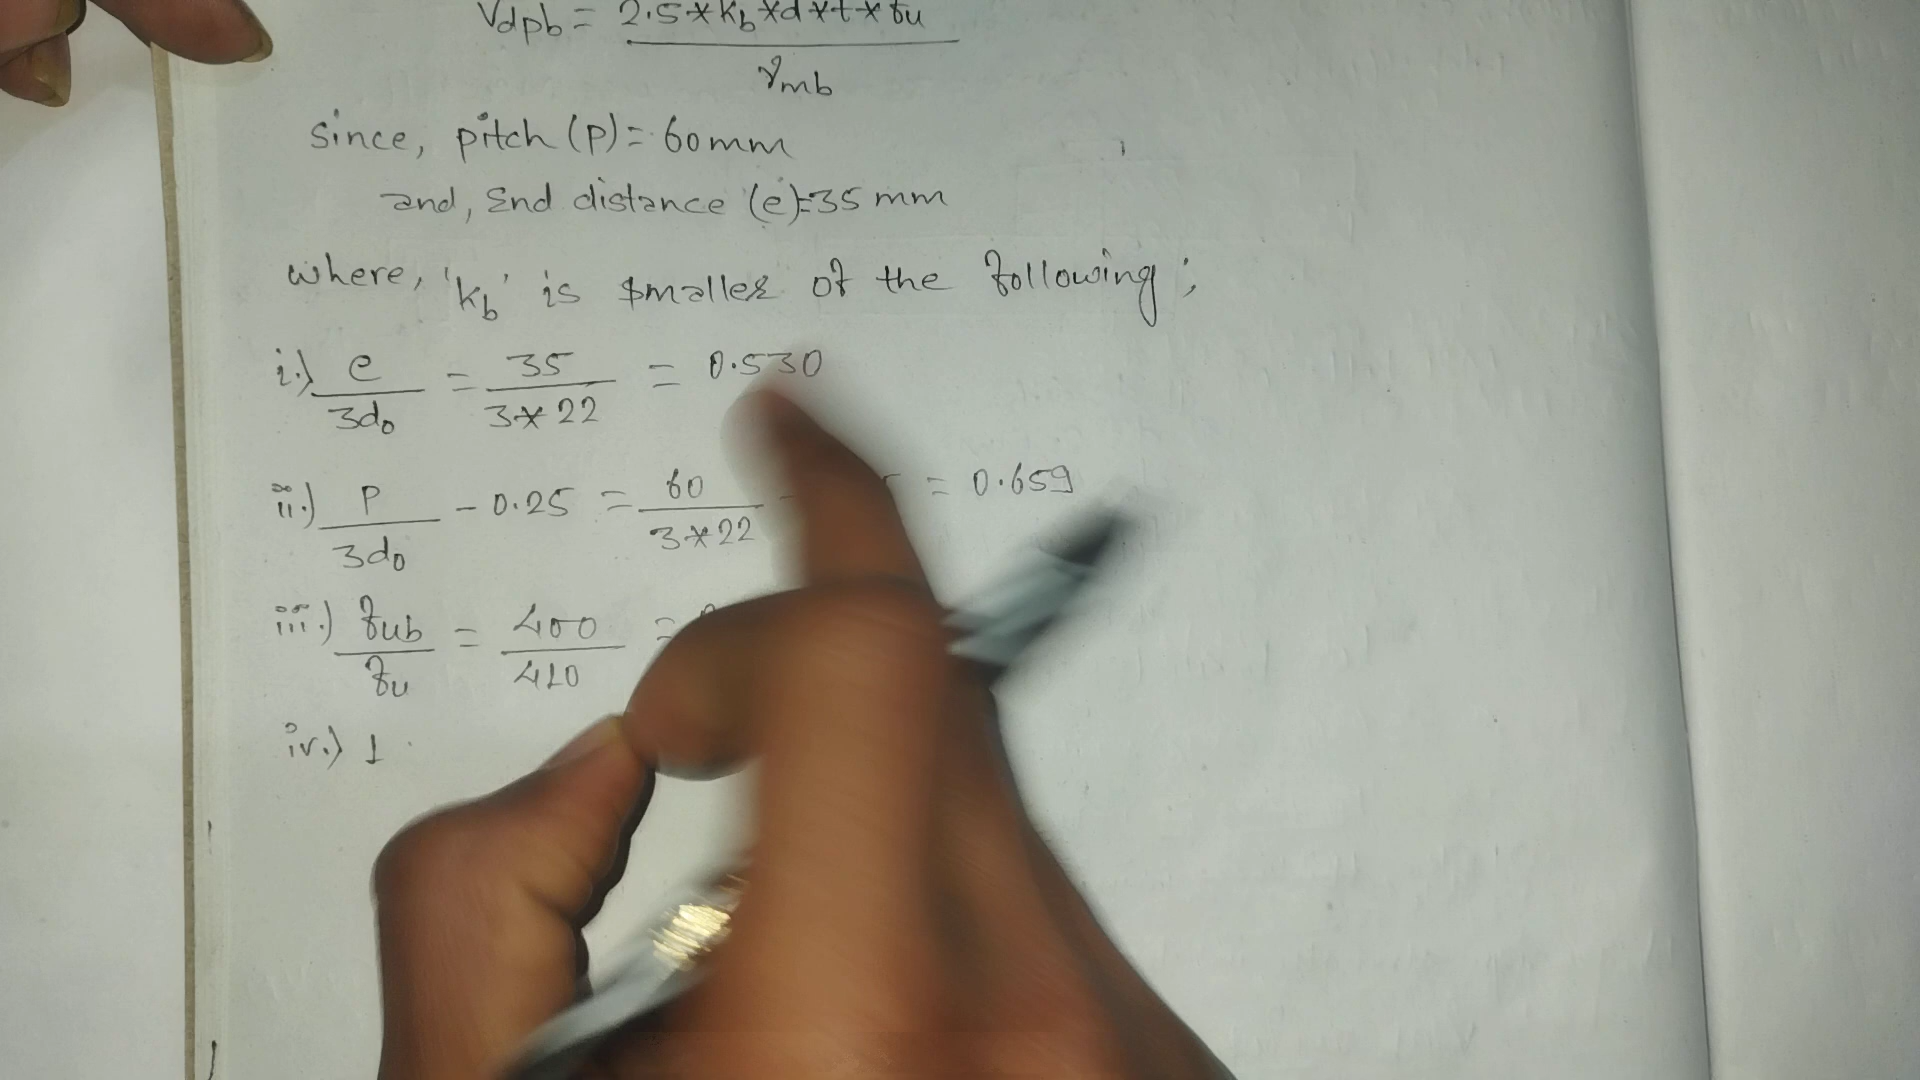 Vdpb = 2.5*kb*d*t*fu
γmb
Since, pitch (p) = 60mm
and, End distance (e) = 35 mm
where, 'kb' is smaller of the following;
i.) e = 35 = 0.530
3do 3*22
ii.) p - 0.25 = 60 - = 0.659
3do 3*22
iii.) fub = 400 =
fu 410
iv.) 1